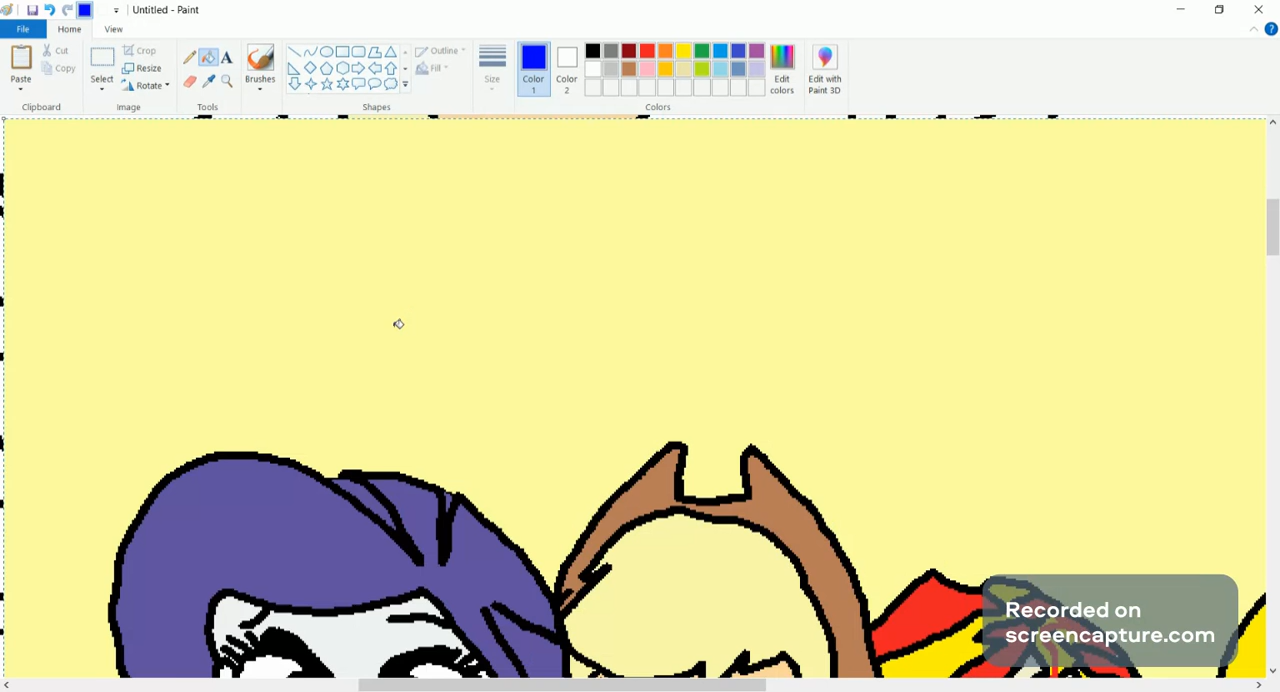 Untitled - Paint
File Home View
Paste
Cut
Copy
Clipboard
Select
Crop
Resize
Rotate
Image
A
Tools
Brushes
Outline
Fill
Shapes
Size
Color 1
Color 2
Edit colors
Colors
Edit with Paint 3D
?
Recorded on
screencapture.com